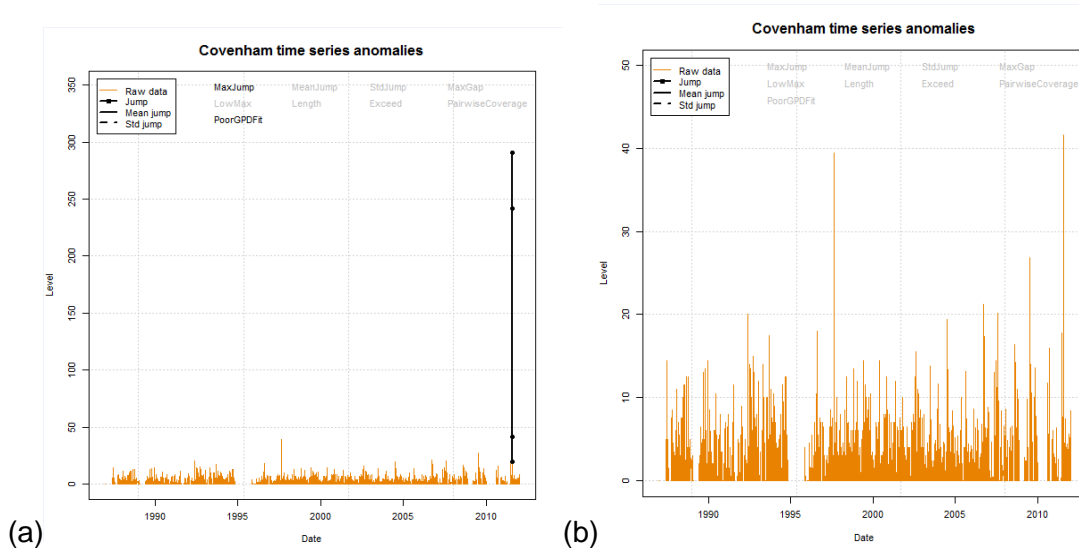 Covenham time series anomalies
Raw data
Jump
Mean jump
Std jump
MaxJump MeanJump StdJump MaxGap
LowMax Length Exceed PairwiseCoverage
PoorGPDFit
350
300
250
200
150
100
50
0
Level
1990 1995 2000 2005 2010
Date
(a)
Covenham time series anomalies
Raw data
Jump
Mean jump
Std jump
MaxJump MeanJump StdJump MaxGap
LowMax Length Exceed PairwiseCoverage
PoorGPDFit
50
40
30
20
10
0
Level
1990 1995 2000 2005 2010
Date
(b)